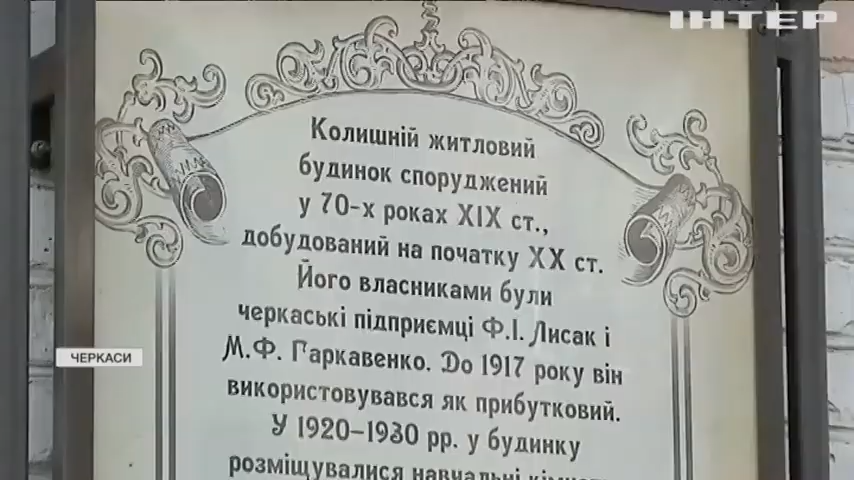 ІНТЕР
Колишній житловий
будинок споруджений
у 70-х роках XIX ст.,
добудований на початку XX ст.
Його власниками були
черкаські підприємці Ф.І. Лисак і
М.Ф. Гаркавенко. До 1917 року він
використовувався як прибутковий.
У 1920–1930 рр. у будинку
розміщувалися навчальні
ЧЕРКАСИ